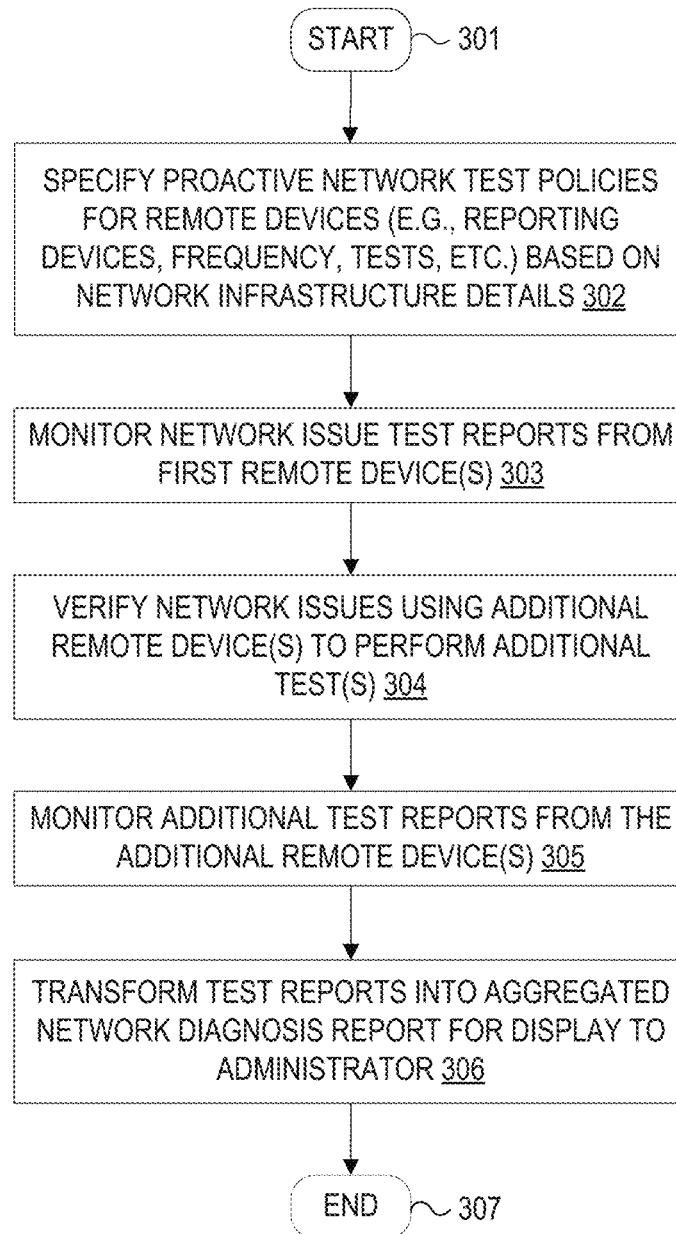 START 301
SPECIFY PROACTIVE NETWORK TEST POLICIES
FOR REMOTE DEVICES (E.G., REPORTING
DEVICES, FREQUENCY, TESTS, ETC.) BASED ON
NETWORK INFRASTRUCTURE DETAILS 302
MONITOR NETWORK ISSUE TEST REPORTS FROM
FIRST REMOTE DEVICE(S) 303
VERIFY NETWORK ISSUES USING ADDITIONAL
REMOTE DEVICE(S) TO PERFORM ADDITIONAL
TEST(S) 304
MONITOR ADDITIONAL TEST REPORTS FROM THE
ADDITIONAL REMOTE DEVICE(S) 305
TRANSFORM TEST REPORTS INTO AGGREGATED
NETWORK DIAGNOSIS REPORT FOR DISPLAY TO
ADMINISTRATOR 306
END 307